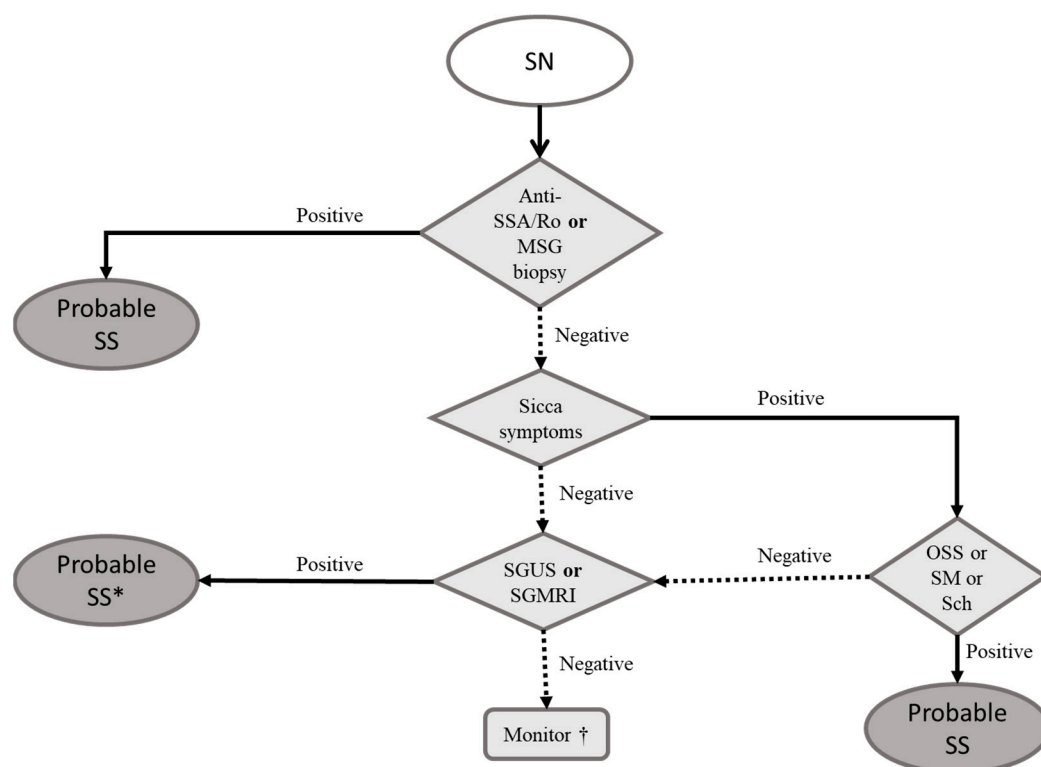 SN
Anti-
SSA/Ro or
MSG
biopsy
Positive
Probable
SS
Negative
Sicca
symptoms
Positive
Negative
OSS or
SM or
Sch
Negative
SGUS or
SGMRI
Positive
Probable
SS*
Negative
Positive
Monitor †
Probable
SS